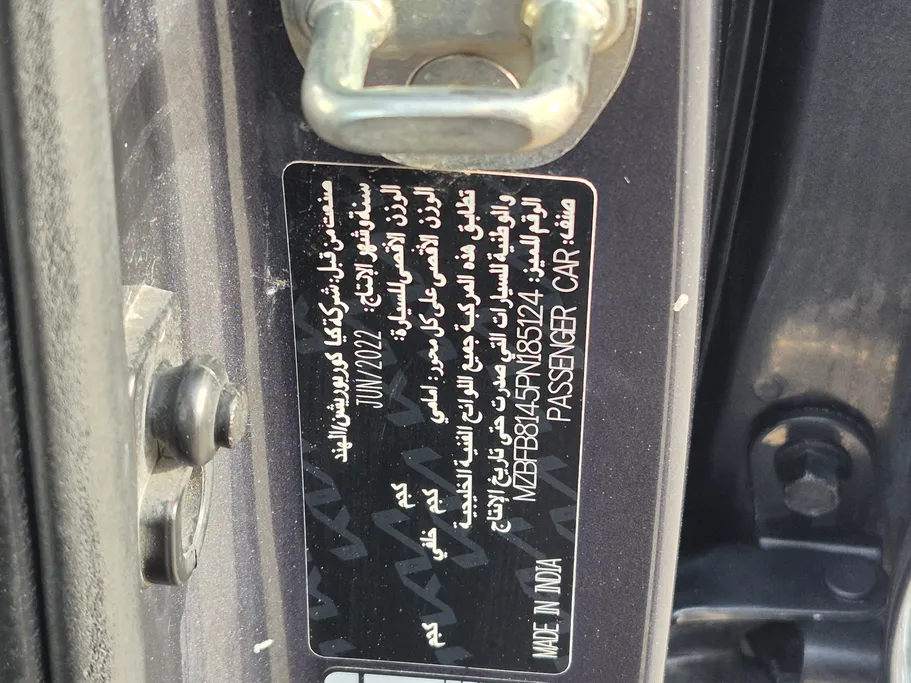 صنعت من قبل: شركة كيا كوربوريشن/الهند
سنة وشهر الإنتاج: JUN/2022
الوزن الأقصى للسيارة: كجم
الوزن الأقصى على كل محور: أمامي كجم خلفي كجم
تطابق هذه المركبة جميع اللوائح الفنية الخليجية
والوطنية للسيارات التي صدرت حتى تاريخ الإنتاج
الرقم المميز: MZBFB8145PN185124
صنف: PASSENGER CAR MADE IN INDIA